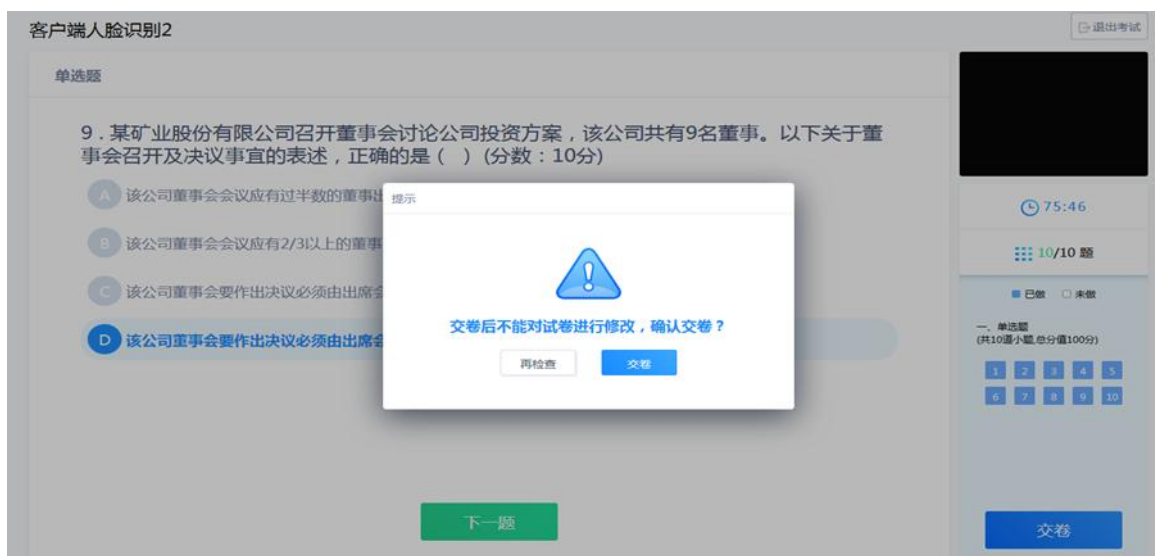 客户端人脸识别2
退出考试
单选题
9 . 某矿业股份有限公司召开董事会讨论公司投资方案，该公司共有9名董事。以下关于董
事会召开及决议事宜的表述，正确的是（ ）(分数：10分)
A 该公司董事会会议应有过半数的董事出
B 该公司董事会会议应有2/3以上的董事
C 该公司董事会要作出决议必须由出席会
D 该公司董事会要作出决议必须由出席会
提示
交卷后不能对试卷进行修改，确认交卷？
再检查 交卷
下一题
75:46
10/10 题
已做 未做
一、单选题
(共10道小题,总分值100分)
1 2 3 4 5
6 7 8 9 10
交卷